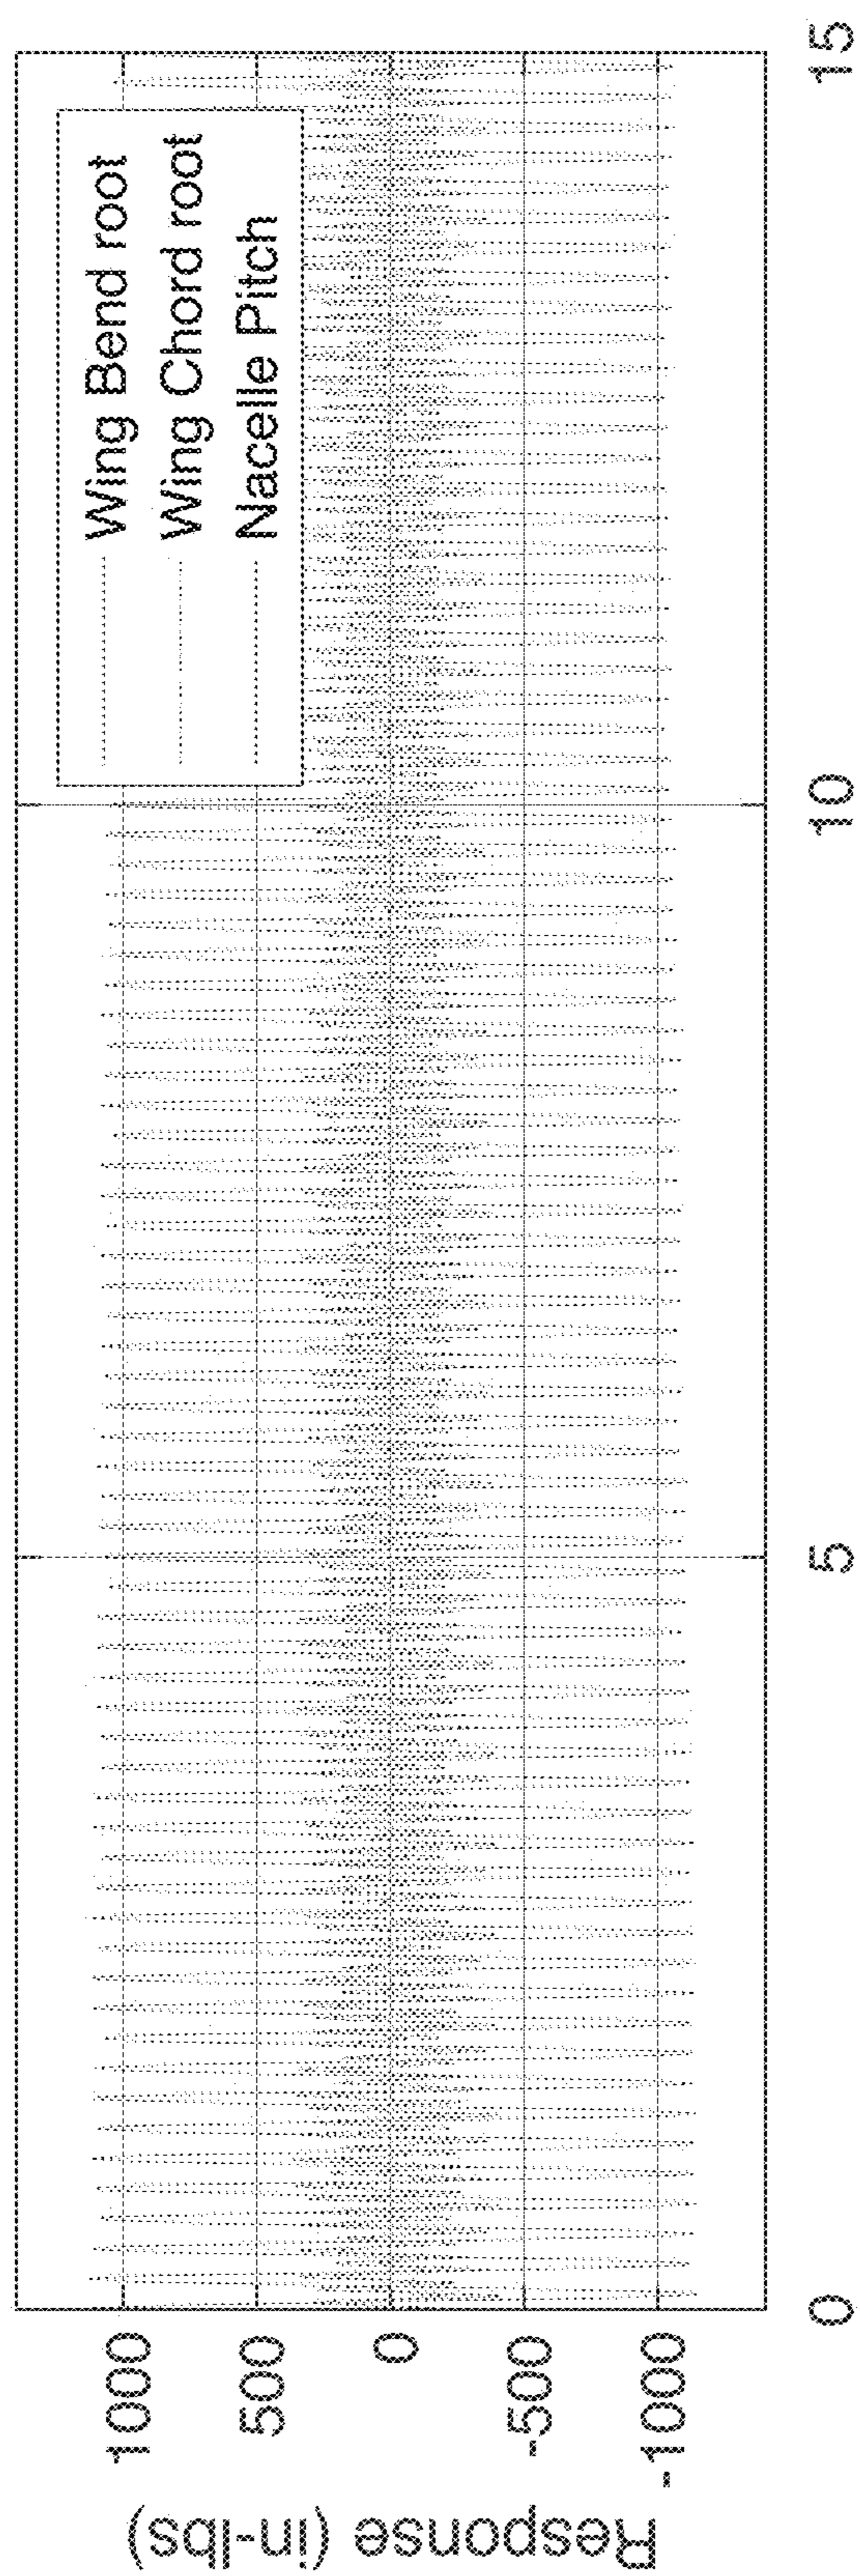 Response (in-lbs)
1000
500
0
-500
-1000
Wing Bend root
Wing Chord root
Nacelle Pitch
0
5
10
15